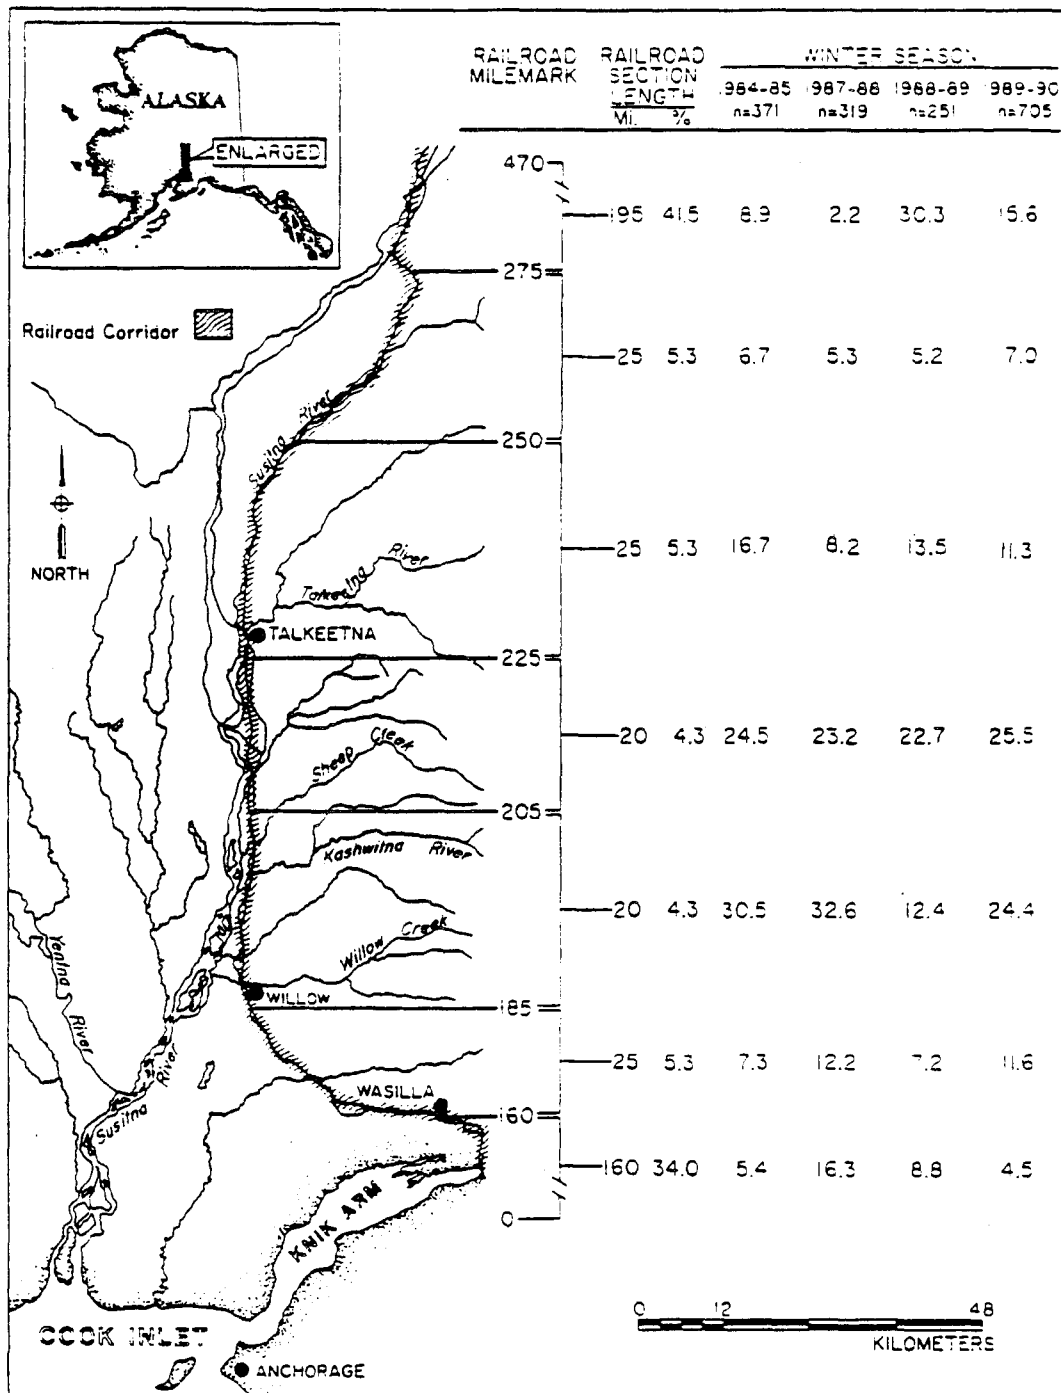 ALASKA
ENLARGED
RAILROAD MILEMARK
RAILROAD SECTION LENGTH
Mi. %
WINTER SEASON
1984-85 1987-88 1988-89 1989-90
n=371 n=319 n=251 n=705
470
195 41.5 8.9 2.2 30.3 15.6
275
Railroad Corridor
25 5.3 6.7 5.3 5.2 7.0
Susitna River
250
NORTH
25 5.3 16.7 8.2 13.5 11.3
Talkeetna River
TALKEETNA
225
20 4.3 24.5 23.2 22.7 25.5
Sheep Creek
205
Kashwitna River
20 4.3 30.5 32.6 12.4 24.4
Willow Creek
Yentna River
WILLOW
185
25 5.3 7.3 12.2 7.2 11.6
WASILLA
160
Susitna River
160 34.0 5.4 16.3 8.8 4.5
KNIK ARM
0
0 12 48
KILOMETERS
COOK INLET
ANCHORAGE